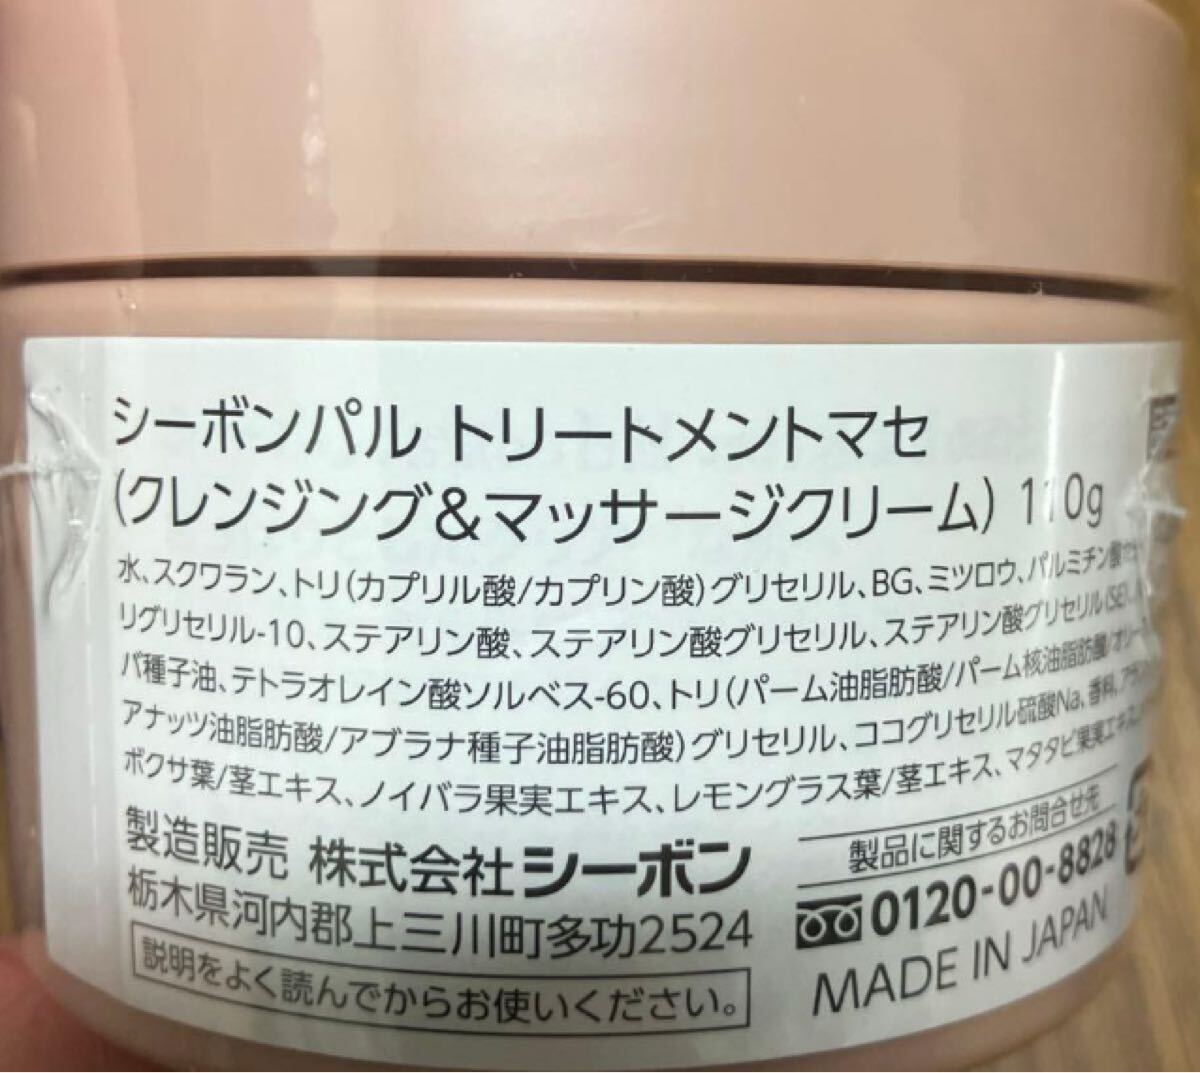 シーボンパル トリートメントマセ
(クレンジング&マッサージクリーム) 110g
水、スクワラン、トリ(カプリル酸/カプリン酸)グリセリル、BG、ミツロウ、パルミチン酸セ
リグリセリル-10、ステアリン酸、ステアリン酸グリセリル、ステアリン酸グリセリル(SE)、
バ種子油、テトラオレイン酸ソルベス-60、トリ(パーム油脂肪酸/パーム核油脂肪酸/オリー
アナッツ油脂肪酸/アブラナ種子油脂肪酸)グリセリル、ココグリセリル硫酸Na、香料、
ボクサ葉/茎エキス、ノイバラ果実エキス、レモングラス葉/茎エキス、マタタビ果実エキス、
製造販売 株式会社シーボン
栃木県河内郡上三川町多功2524
説明をよく読んでからお使いください。
製品に関するお問合せ先
0120-00-8828
MADE IN JAPAN